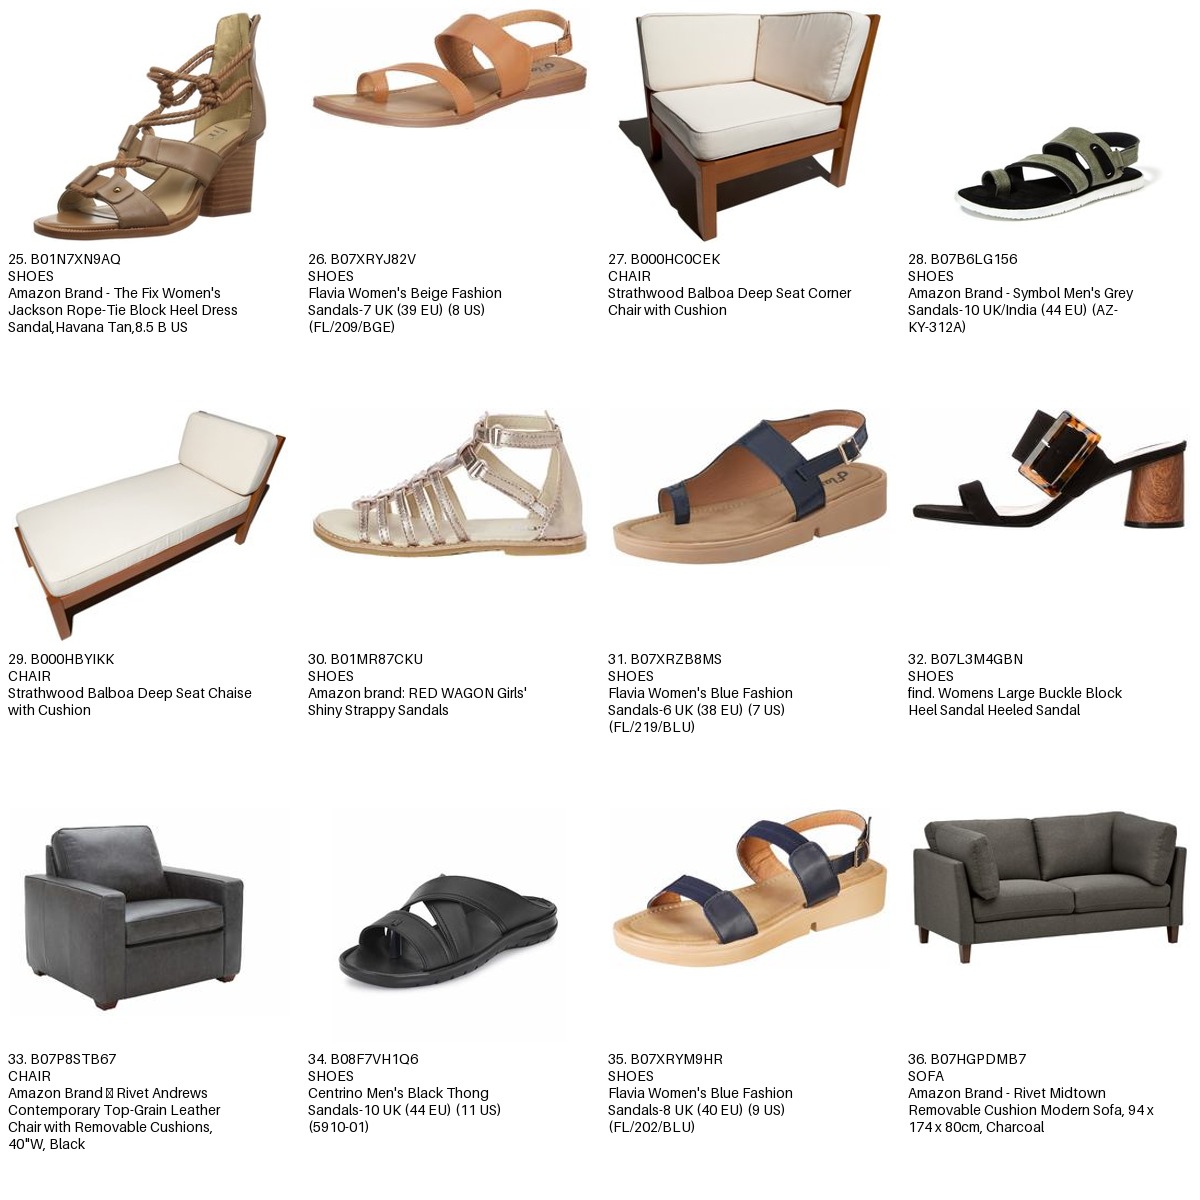 25. B01N7XN9AQ
SHOES
Amazon Brand - The Fix Women's
Jackson Rope-Tie Block Heel Dress
Sandal,Havana Tan,8.5 B US
26. B07XRYJ82V
SHOES
Flavia Women's Beige Fashion
Sandals-7 UK (39 EU) (8 US)
(FL/209/BGE)
27. B000HC0CEK
CHAIR
Strathwood Balboa Deep Seat Corner
Chair with Cushion
28. B07B6LG156
SHOES
Amazon Brand - Symbol Men's Grey
Sandals-10 UK/India (44 EU) (AZ-
KY-312A)
29. B000HBYIKK
CHAIR
Strathwood Balboa Deep Seat Chaise
with Cushion
30. B01MR87CKU
SHOES
Amazon brand: RED WAGON Girls'
Shiny Strappy Sandals
31. B07XRZB8MS
SHOES
Flavia Women's Blue Fashion
Sandals-6 UK (38 EU) (7 US)
(FL/219/BLU)
32. B07L3M4GBN
SHOES
find. Womens Large Buckle Block
Heel Sandal Heeled Sandal
33. B07P8STB67
CHAIR
Amazon Brand Rivet Andrews
Contemporary Top-Grain Leather
Chair with Removable Cushions,
40"W, Black
34. B08F7VH1Q6
SHOES
Centrino Men's Black Thong
Sandals-10 UK (44 EU) (11 US)
(5910-01)
35. B07XRYM9HR
SHOES
Flavia Women's Blue Fashion
Sandals-8 UK (40 EU) (9 US)
(FL/202/BLU)
36. B07HGPDMB7
SOFA
Amazon Brand - Rivet Midtown
Removable Cushion Modern Sofa, 94 x
174 x 80cm, Charcoal